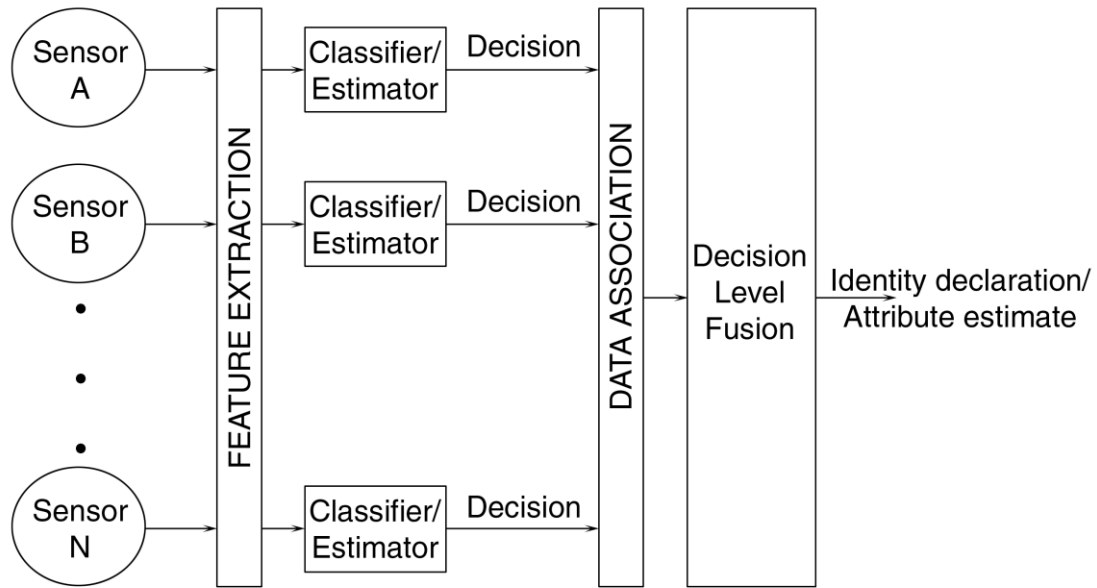 Sensor
A
Classifier/
Estimator
Decision
Sensor
B
Classifier/
Estimator
Decision
Sensor
N
Classifier/
Estimator
Decision
FEATURE EXTRACTION
DATA ASSOCIATION
Decision
Level
Fusion
Identity declaration/
Attribute estimate